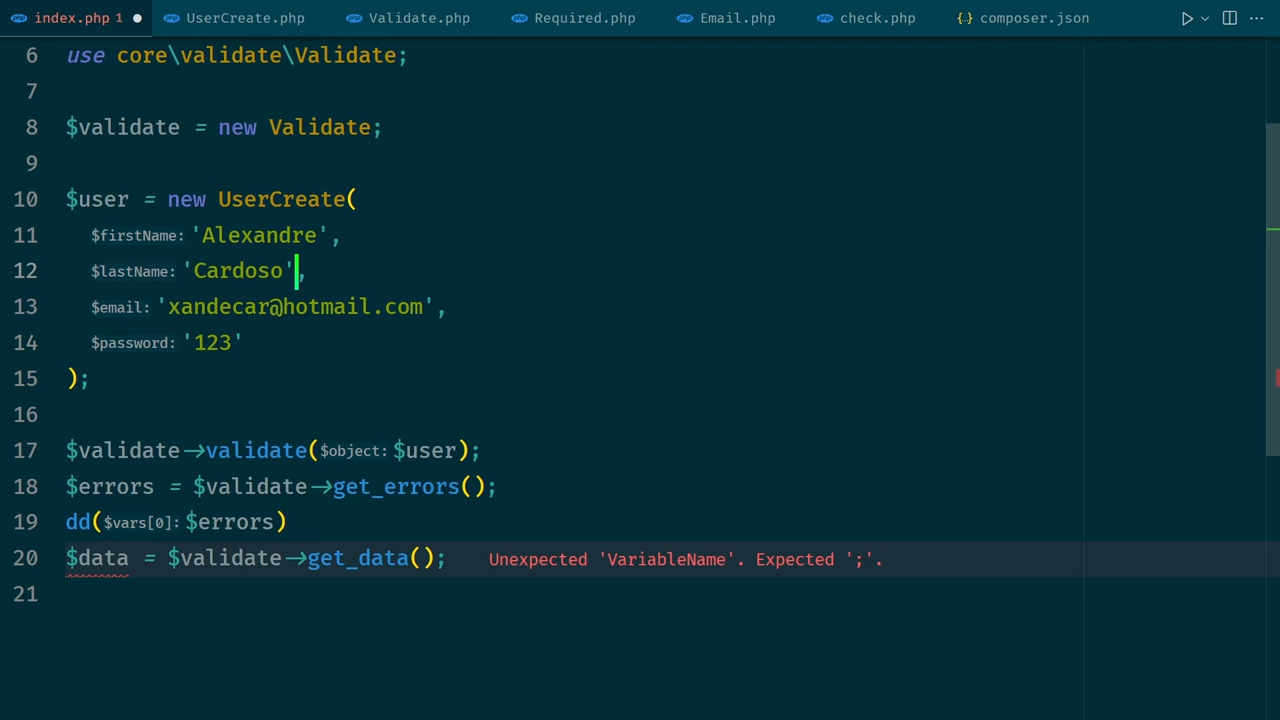 index.php 1 UserCreate.php Validate.php Required.php Email.php check.php {..} composer.json
6 use core\validate\Validate;
7
8 $validate = new Validate;
9
10 $user = new UserCreate(
11 $firstName: 'Alexandre',
12 $lastName: 'Cardoso',
13 $email: 'xandecar@hotmail.com',
14 $password: '123'
15 );
16
17 $validate->validate($object: $user);
18 $errors = $validate->get_errors();
19 dd($vars[0]: $errors)
20 $data = $validate->get_data(); Unexpected 'VariableName'. Expected ';'.
21